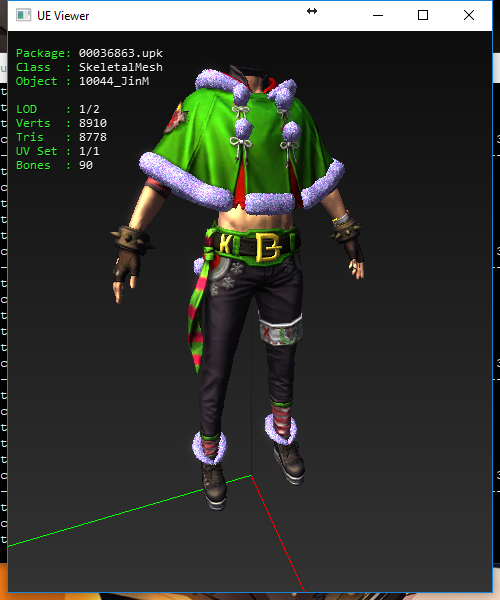 UE Viewer
Package: 00036863.upk
Class : SkeletalMesh
Object : 10044_JinM
LOD : 1/2
Verts : 8910
Tris : 8778
UV Set : 1/1
Bones : 90
K B